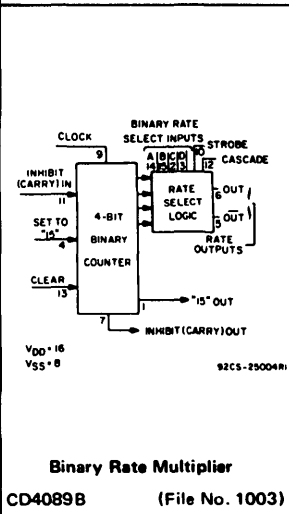 BINARY RATE
SELECT INPUTS
CLOCK
9
A B C D
14 15 2 3
10 STROBE
12 CASCADE
INHIBIT
(CARRY) IN
11
SET TO
"15"
4
CLEAR
13
4-BIT
BINARY
COUNTER
RATE
SELECT
LOGIC
6 OUT
5 OUT
RATE
OUTPUTS
1
"15" OUT
7
INHIBIT (CARRY) OUT
VDD = 16
VSS = 8
92CS-25004R1
Binary Rate Multiplier
CD4089B (File No. 1003)